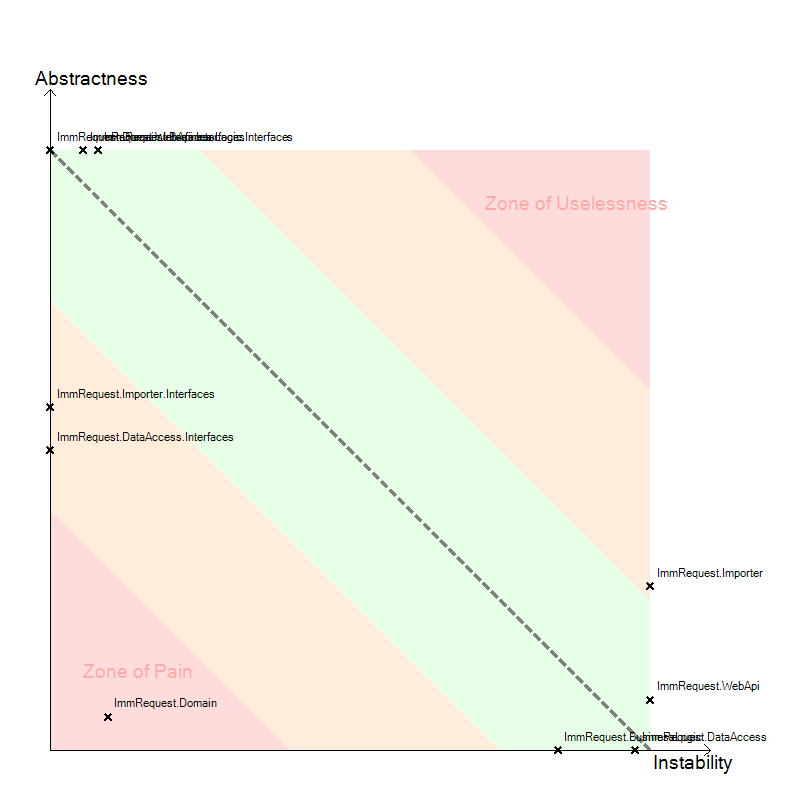 Abstractness
ImmRequest.
Interfaces
Zone of Uselessness
ImmRequest.Importer.Interfaces
ImmRequest.DataAccess.Interfaces
ImmRequest.Importer
Zone of Pain
ImmRequest.WebApi
ImmRequest.Domain
ImmRequest.BusinessLogic
ImmRequest.DataAccess
Instability